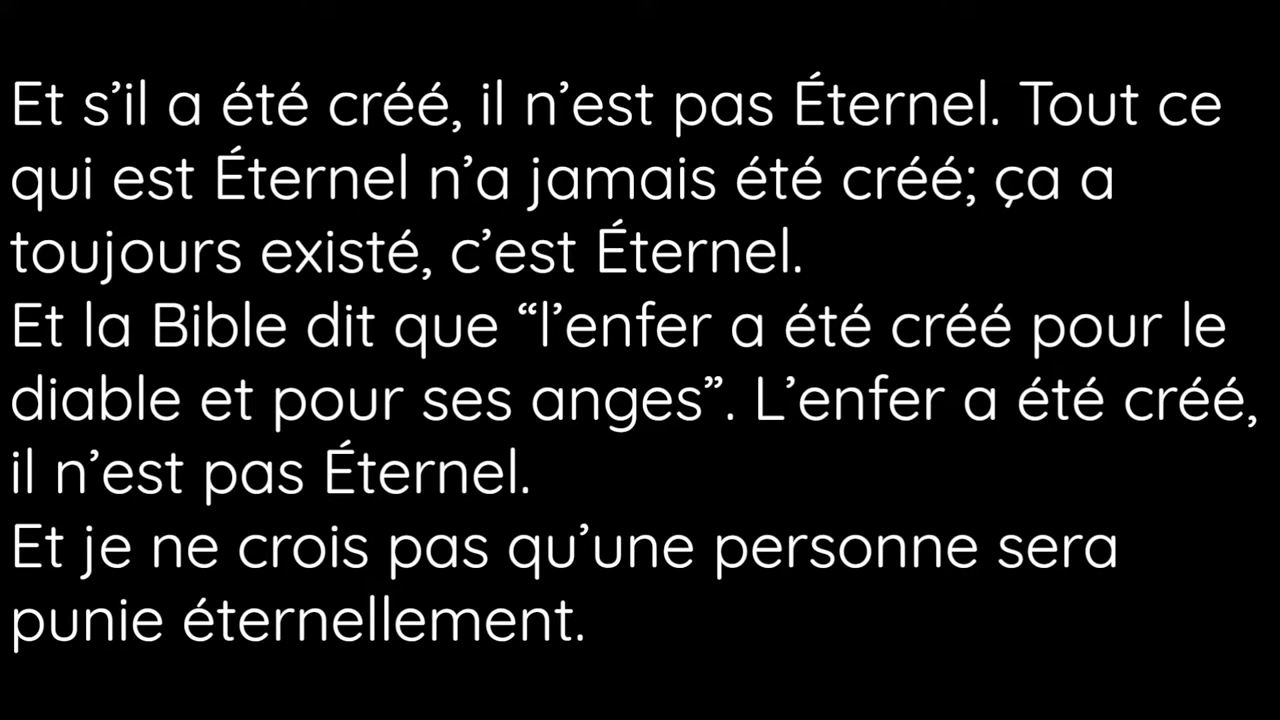 Et s’il a été créé, il n’est pas Éternel. Tout ce
qui est Éternel n’a jamais été créé; ça a
toujours existé, c’est Éternel.
Et la Bible dit que “l’enfer a été créé pour le
diable et pour ses anges”. L’enfer a été créé,
il n’est pas Éternel.
Et je ne crois pas qu’une personne sera
punie éternellement.